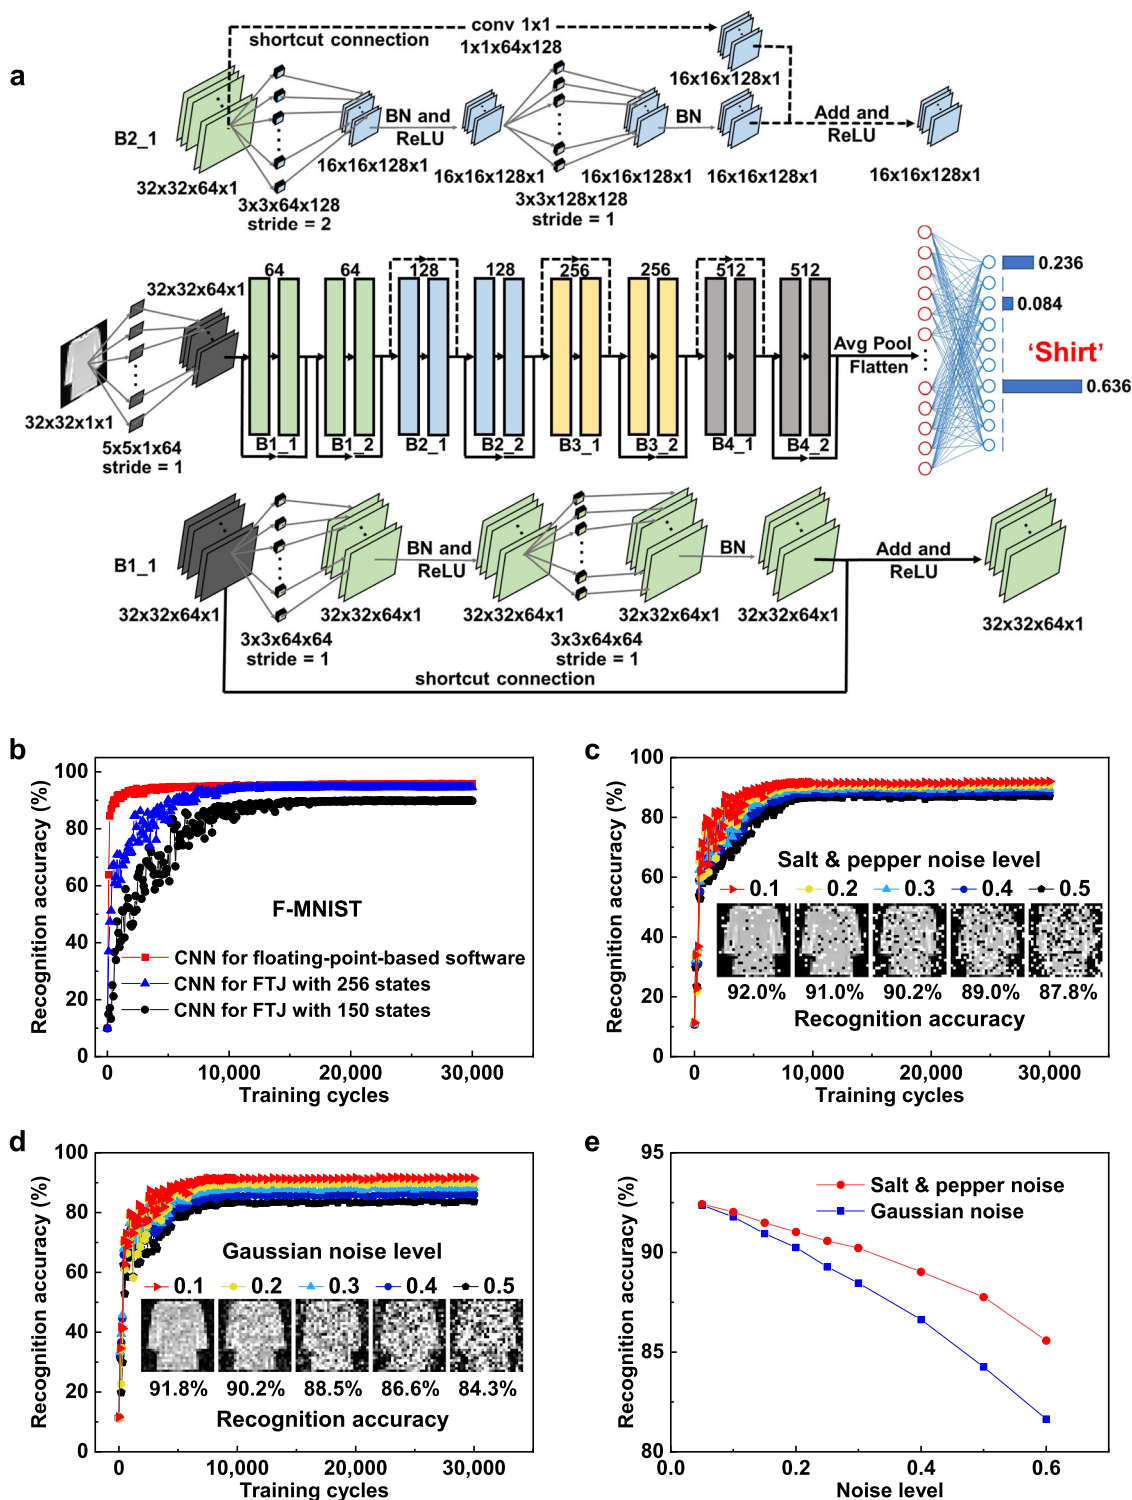 a
conv 1x1
shortcut connection
1x1x64x128
16x16x128x1
B2_1
BN and
ReLU
BN
Add and
ReLU
32x32x64x1
16x16x128x1
16x16x128x1
16x16x128x1
16x16x128x1
16x16x128x1
3x3x64x128
stride = 2
3x3x128x128
stride = 1
32x32x64x1
64
64
128
128
256
256
512
512
0.236
0.084
'Shirt'
0.636
Avg Pool
Flatten
32x32x1x1
5x5x1x64
stride = 1
B1_1
B1_2
B2_1
B2_2
B3_1
B3_2
B4_1
B4_2
B1_1
BN and
ReLU
BN
Add and
ReLU
32x32x64x1
32x32x64x1
32x32x64x1
32x32x64x1
32x32x64x1
32x32x64x1
3x3x64x64
stride = 1
3x3x64x64
stride = 1
shortcut connection
b
Recognition accuracy (%)
100
80
60
40
20
0
F-MNIST
CNN for floating-point-based software
CNN for FTJ with 256 states
CNN for FTJ with 150 states
0
10,000
20,000
30,000
Training cycles
c
Recognition accuracy (%)
100
80
60
40
20
0
Salt & pepper noise level
0.1
0.2
0.3
0.4
0.5
92.0%
91.0%
90.2%
89.0%
87.8%
Recognition accuracy
0
10,000
20,000
30,000
Training cycles
d
Recognition accuracy (%)
100
80
60
40
20
0
Gaussian noise level
0.1
0.2
0.3
0.4
0.5
91.8%
90.2%
88.5%
86.6%
84.3%
Recognition accuracy
0
10,000
20,000
30,000
Training cycles
e
Recognition accuracy (%)
95
90
85
80
Salt & pepper noise
Gaussian noise
0.0
0.2
0.4
0.6
Noise level